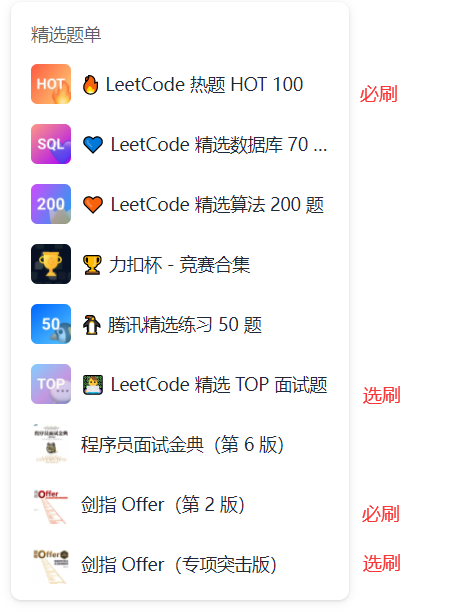 精选题单
HOT
🔥 LeetCode 热题 HOT 100
必刷
SQL
💙 LeetCode 精选数据库 70 ...
200
🧡 LeetCode 精选算法 200 题
🏆 力扣杯 - 竞赛合集
50
🐧 腾讯精选练习 50 题
TOP
👨‍💻 LeetCode 精选 TOP 面试题
选刷
程序员面试金典（第 6 版）
Offer
剑指 Offer（第 2 版）
必刷
Offer
剑指 Offer（专项突击版）
选刷